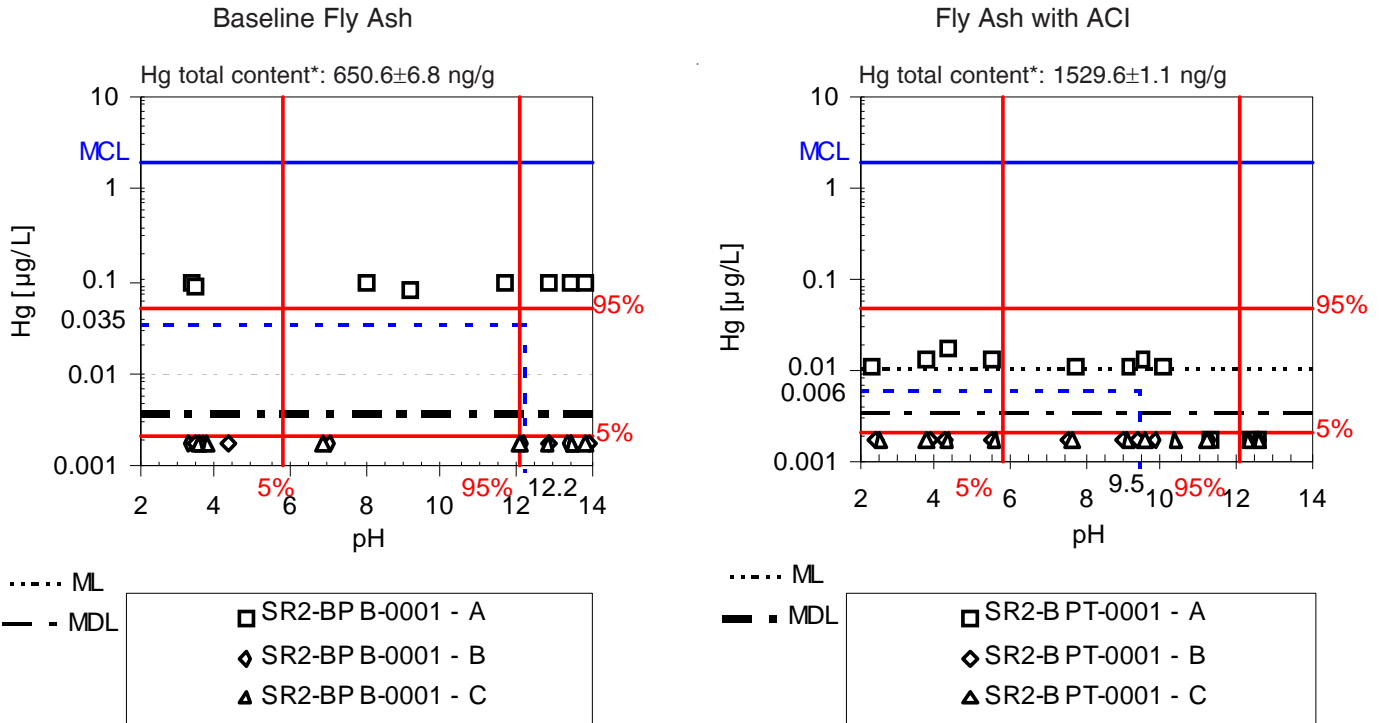 Baseline Fly Ash
Hg total content*: 650.6±6.8 ng/g
10
MCL
1
0.1
95%
0.035
0.01
5%
0.001
Hg [µg/L]
5%
95%
12.2
2 4 6 8 10 12 14
pH
ML
MDL
SR2-BP B-0001 - A
SR2-BP B-0001 - B
SR2-BP B-0001 - C
Fly Ash with ACI
Hg total content*: 1529.6±1.1 ng/g
10
MCL
1
0.1
95%
0.01
0.006
5%
0.001
Hg [µg/L]
5%
9.5
95%
2 4 6 8 10 12 14
pH
ML
MDL
SR2-B PT-0001 - A
SR2-B PT-0001 - B
SR2-B PT-0001 - C